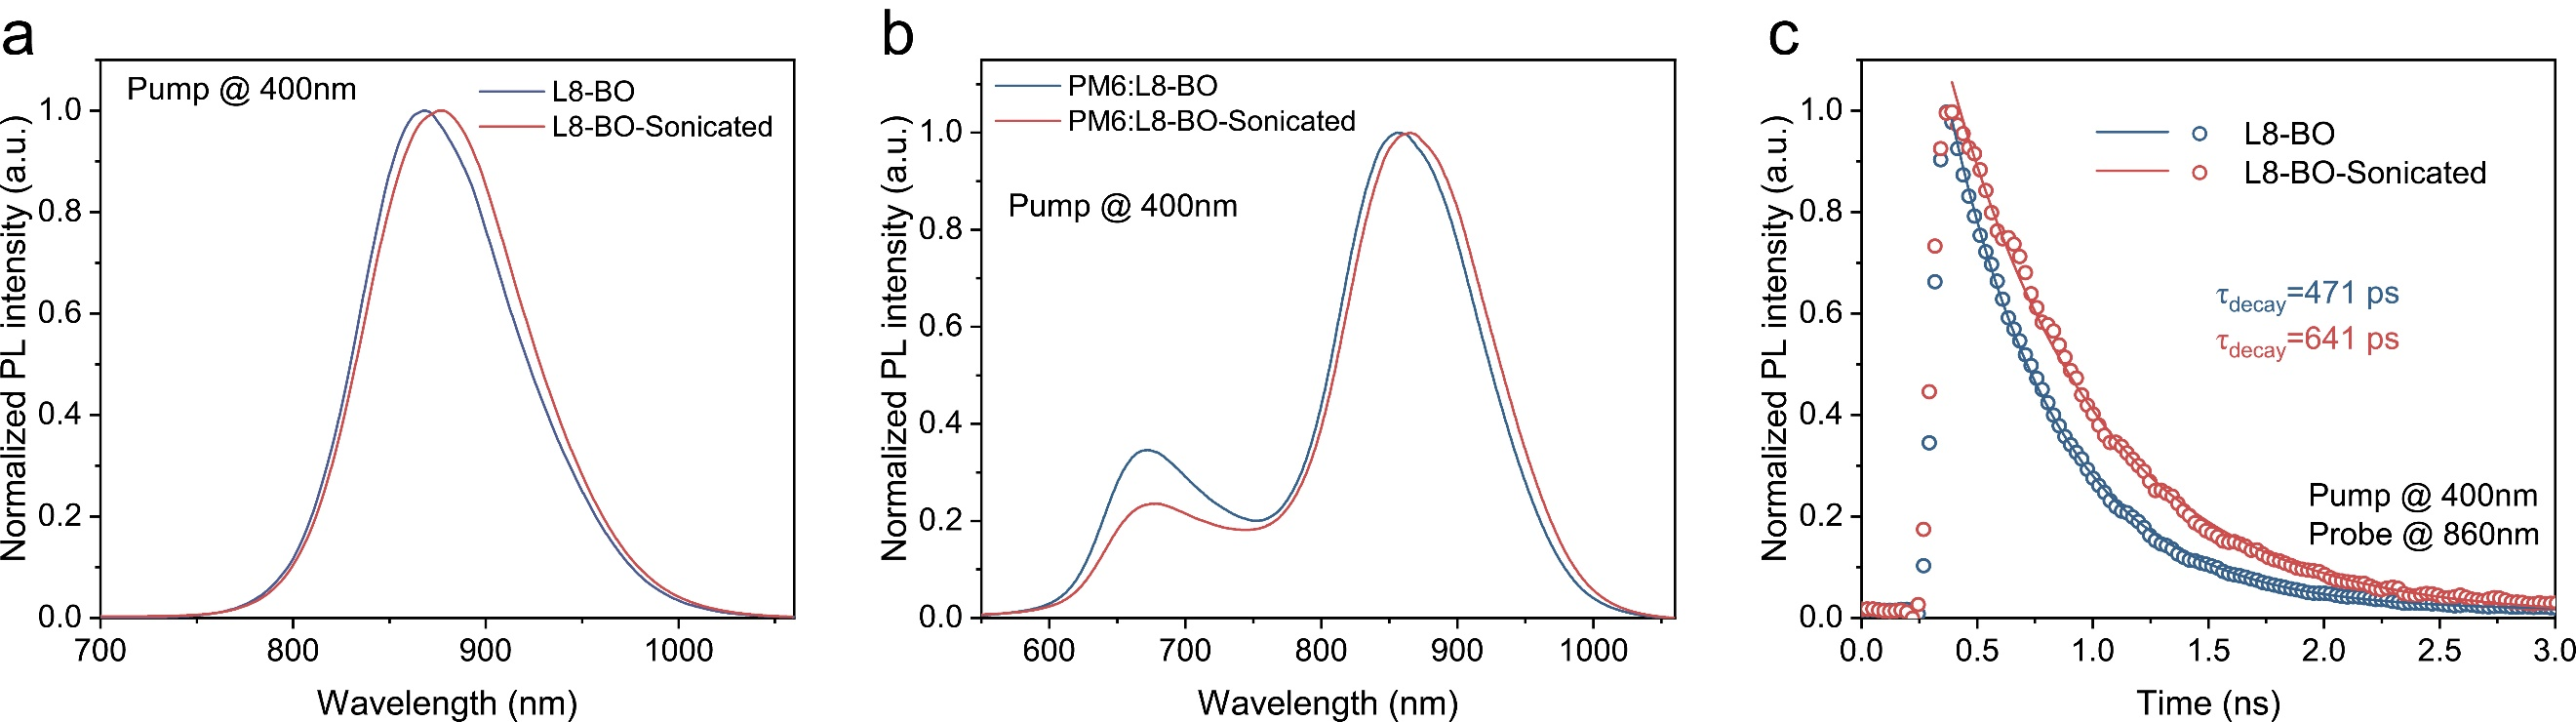 a
Pump @ 400nm
L8-BO
L8-BO-Sonicated
Normalized PL intensity (a.u.)
1.0
0.8
0.6
0.4
0.2
0.0
700
800
900
1000
Wavelength (nm)
b
PM6:L8-BO
PM6:L8-BO-Sonicated
Pump @ 400nm
Normalized PL intensity (a.u.)
1.0
0.8
0.6
0.4
0.2
0.0
600
700
800
900
1000
Wavelength (nm)
c
L8-BO
L8-BO-Sonicated
τdecay=471 ps
τdecay=641 ps
Pump @ 400nm
Probe @ 860nm
Normalized PL intensity (a.u.)
1.0
0.8
0.6
0.4
0.2
0.0
0.0
0.5
1.0
1.5
2.0
2.5
3.0
Time (ns)